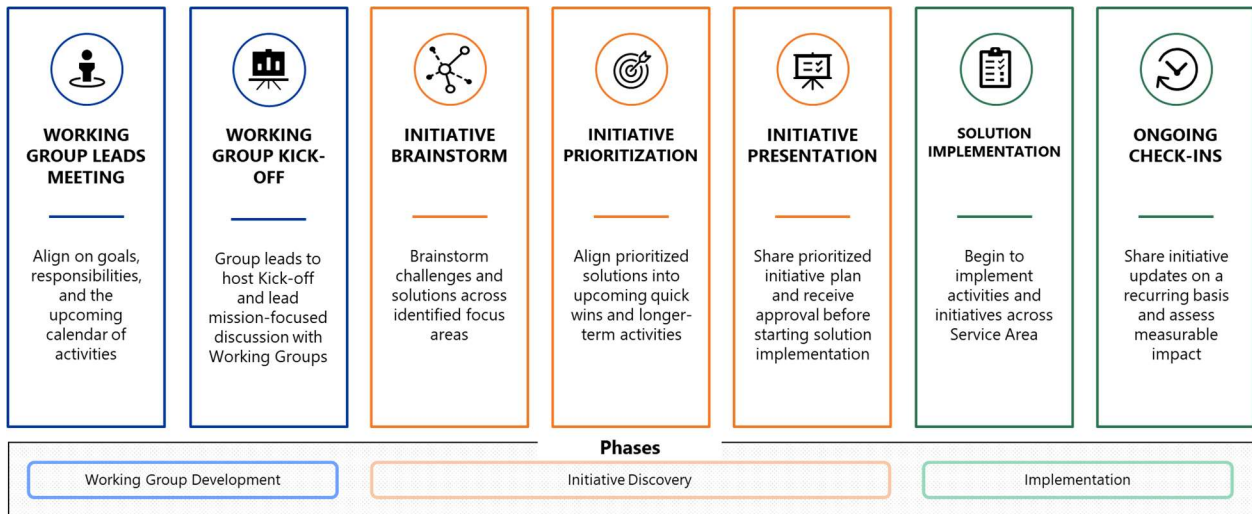 WORKING
GROUP LEADS
MEETING
Align on goals,
responsibilities,
and the
upcoming
calendar of
activities
WORKING
GROUP KICK-
OFF
Group leads to
host Kick-off
and lead
mission-focused
discussion with
Working Groups
INITIATIVE
BRAINSTORM
Brainstorm
challenges and
solutions across
identified focus
areas
INITIATIVE
PRIORITIZATION
Align prioritized
solutions into
upcoming quick
wins and longer-
term activities
INITIATIVE
PRESENTATION
Share prioritized
initiative plan
and receive
approval before
starting solution
implementation
SOLUTION
IMPLEMENTATION
Begin to
implement
activities and
initiatives across
Service Area
ONGOING
CHECK-INS
Share initiative
updates on a
recurring basis
and assess
measurable
impact
Phases
Working Group Development
Initiative Discovery
Implementation